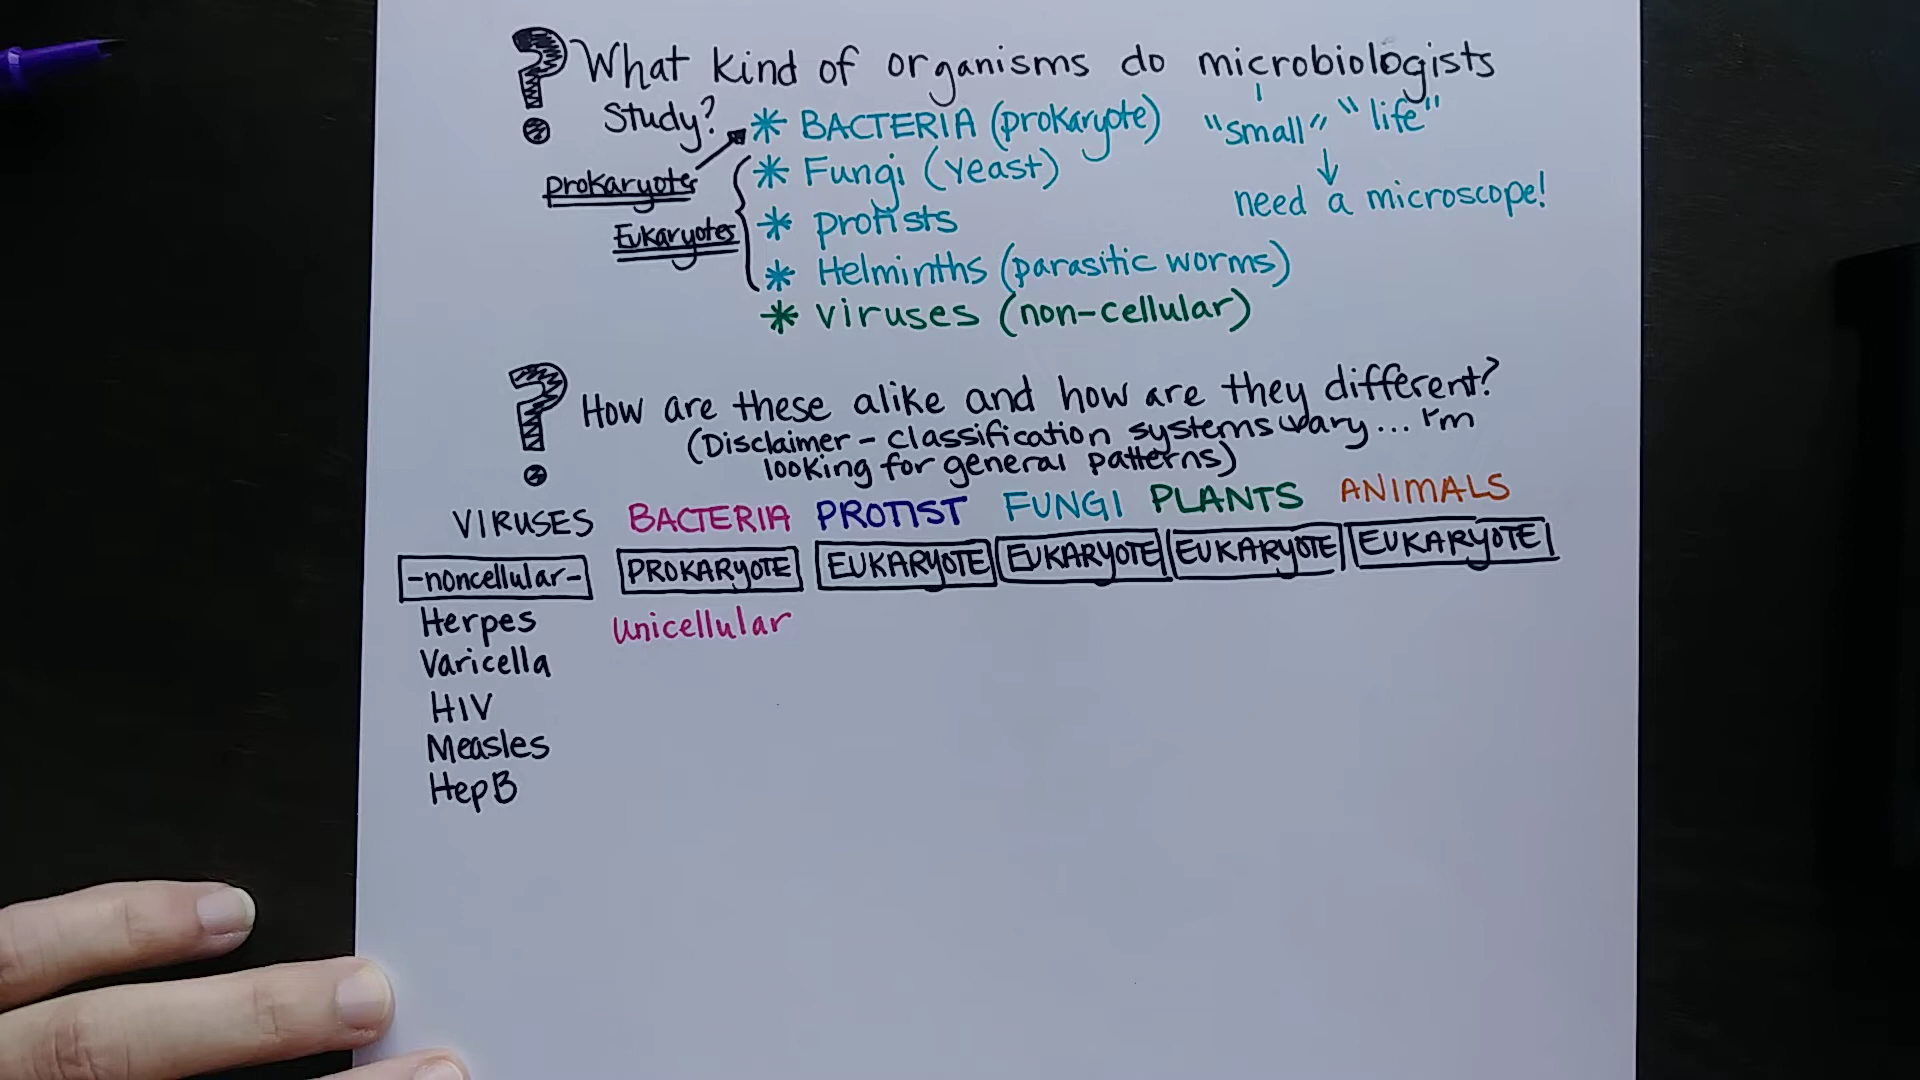 ? What kind of organisms do microbiologists
Study? * BACTERIA (prokaryote) "small" "life"
prokaryotes * Fungi (yeast) need a microscope!
Eukaryotes * protists
* Helminths (parasitic worms)
* viruses (non-cellular)
? How are these alike and how are they different?
(Disclaimer - classification systems vary... I'm
looking for general patterns)
VIRUSES BACTERIA PROTIST FUNGI PLANTS ANIMALS
-noncellular- PROKARYOTE EUKARYOTE EUKARYOTE EUKARYOTE EUKARYOTE
Herpes unicellular
Varicella
HIV
Measles
HepB